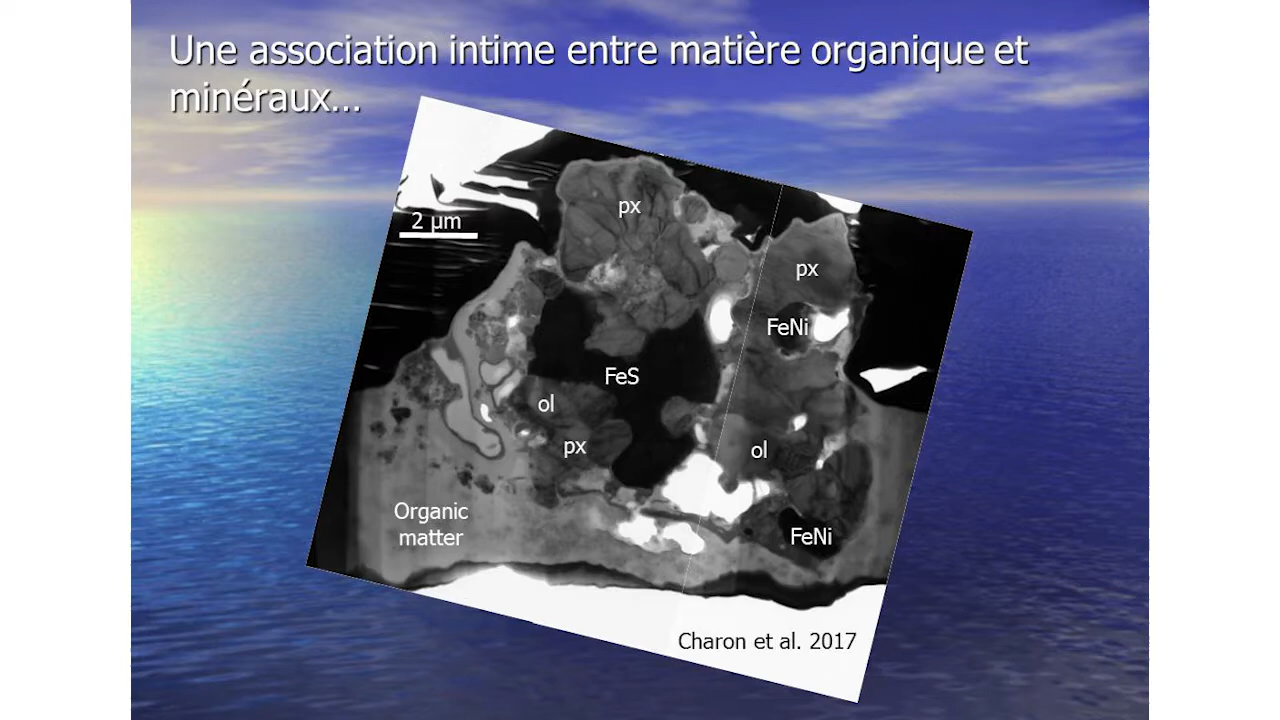 Une association intime entre matière organique et
minéraux...
2 µm
px
px
FeNi
FeS
ol
px
ol
Organic
matter
FeNi
Charon et al. 2017